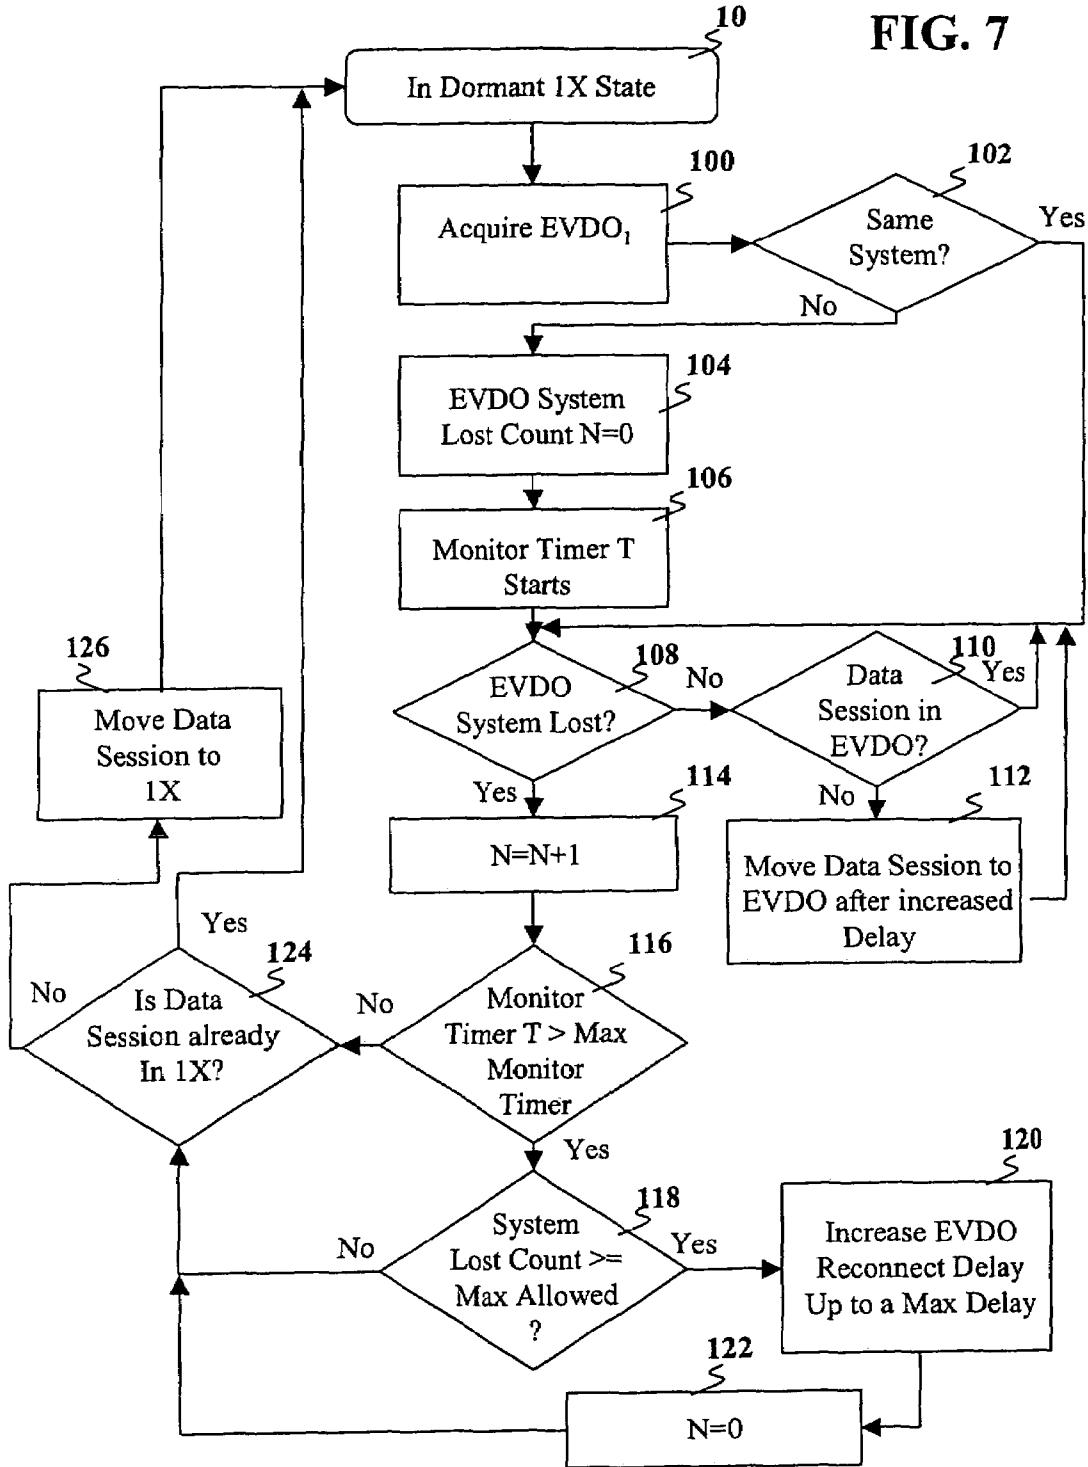 FIG. 7
10
In Dormant 1X State
100
Acquire EVDO₁
102
Same
System?
Yes
No
104
EVDO System
Lost Count N=0
106
Monitor Timer T
Starts
108
EVDO
System Lost?
No
110
Data
Session in
EVDO?
Yes
No
112
Move Data Session to
EVDO after increased
Delay
Yes
114
N=N+1
116
Monitor
Timer T > Max
Monitor
Timer
No
Yes
118
System
Lost Count >=
Max Allowed
?
No
Yes
120
Increase EVDO
Reconnect Delay
Up to a Max Delay
122
N=0
124
Is Data
Session already
In 1X?
Yes
No
126
Move Data
Session to
1X